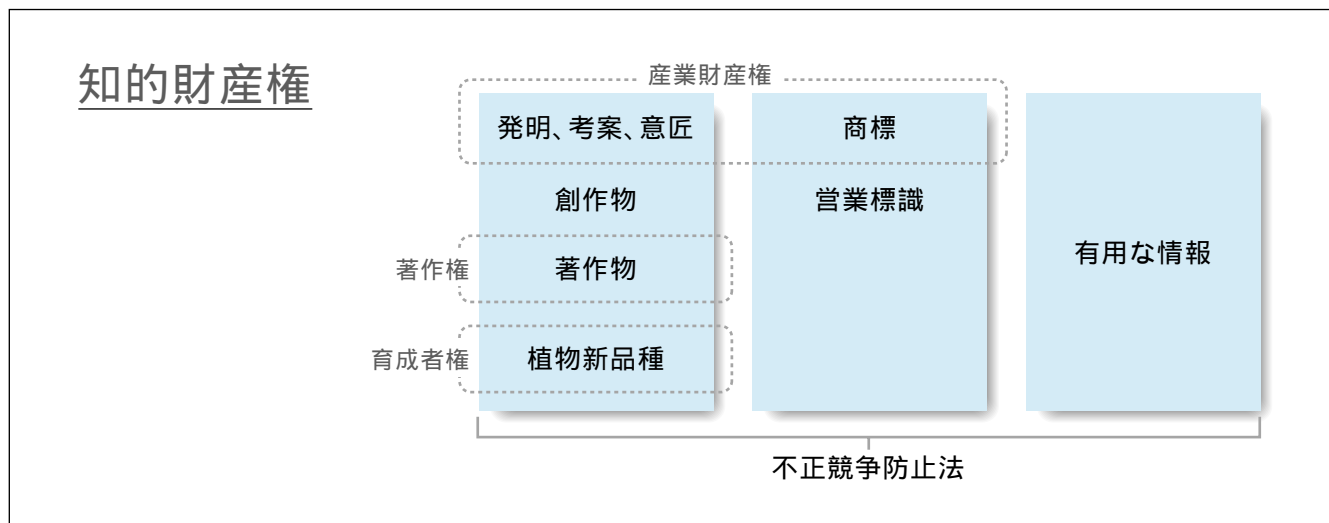 知的財産権
産業財産権
発明、考案、意匠
商標
創作物
営業標識
有用な情報
著作権
著作物
育成者権
植物新品種
不正競争防止法